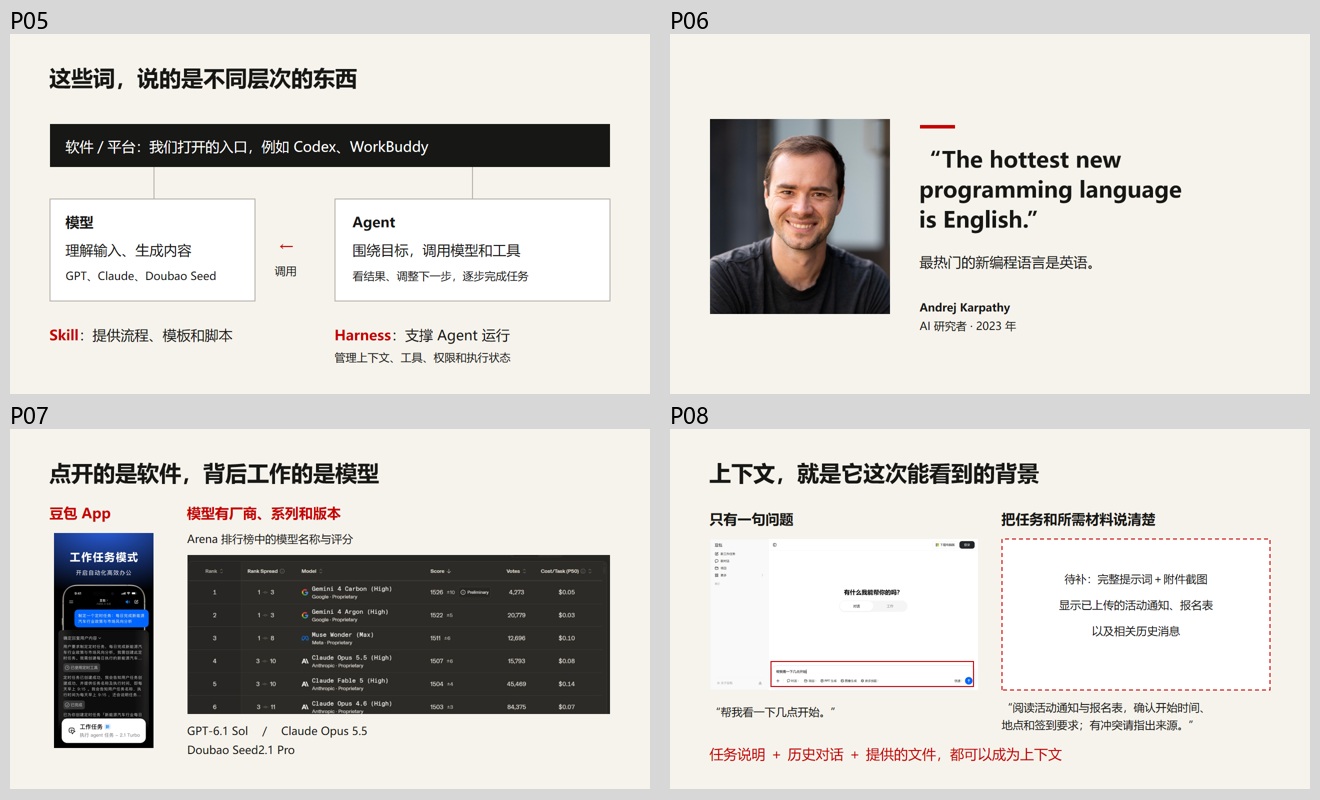 P05
这些词，说的是不同层次的东西
软件 / 平台：我们打开的入口，例如 Codex、WorkBuddy
模型
理解输入、生成内容
GPT、Claude、Doubao Seed
←
调用
Agent
围绕目标，调用模型和工具
看结果、调整下一步，逐步完成任务
Skill：提供流程、模板和脚本
Harness：支撑 Agent 运行
管理上下文、工具、权限和执行状态
P06
“The hottest new
programming language
is English.”
最热门的新编程语言是英语。
Andrej Karpathy
AI 研究者 · 2023 年
P07
点开的是软件，背后工作的是模型
豆包 App
工作任务模式
开启自动化高效办公
工作任务
模型有厂商、系列和版本
Arena 排行榜中的模型名称与评分
Rank Rank Spread Model Score Votes Cost/Task (P50)
1 1 ↔ 3 Gemini 4 Carbon (High) 1526 ±10 Preliminary 4,273 $0.05
Google · Proprietary
2 1 ↔ 3 Gemini 4 Argon (High) 1522 ±5 20,779 $0.03
Google · Proprietary
3 1 ↔ 8 Muse Wonder (Max) 1511 ±6 12,896 $0.10
Meta · Proprietary
4 3 ↔ 10 Claude Opus 5.5 (High) 1507 ±6 15,793 $0.08
Anthropic · Proprietary
5 3 ↔ 10 Claude Fable 5 (High) 1504 ±4 45,469 $0.14
Anthropic · Proprietary
6 3 ↔ 11 Claude Opus 4.6 (High) 1503 ±3 84,375 $0.07
Anthropic · Proprietary
GPT-6.1 Sol / Claude Opus 5.5
Doubao Seed2.1 Pro
P08
上下文，就是它这次能看到的背景
只有一句问题
有什么我能帮你的吗？
帮我看一下几点开始
“帮我看一下几点开始。”
把任务和所需材料说清楚
待补：完整提示词 + 附件截图
显示已上传的活动通知、报名表
以及相关历史消息
“阅读活动通知与报名表，确认开始时间、
地点和签到要求；有冲突请指出来源。”
任务说明 + 历史对话 + 提供的文件，都可以成为上下文